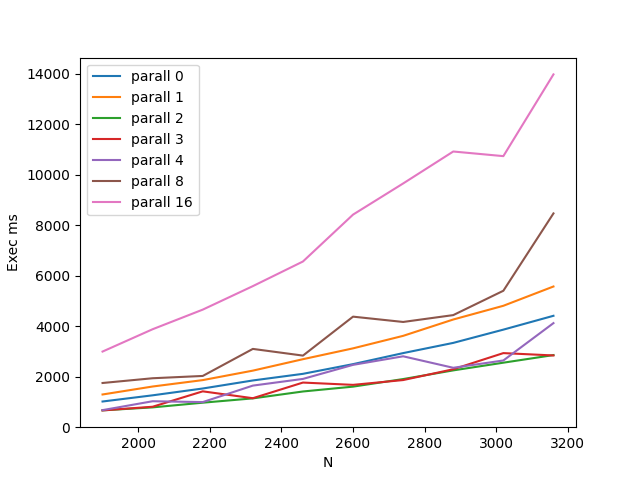 14000
12000
10000
8000
6000
4000
2000
0
Exec ms
parall 0
parall 1
parall 2
parall 3
parall 4
parall 8
parall 16
2000 2200 2400 2600 2800 3000 3200
N